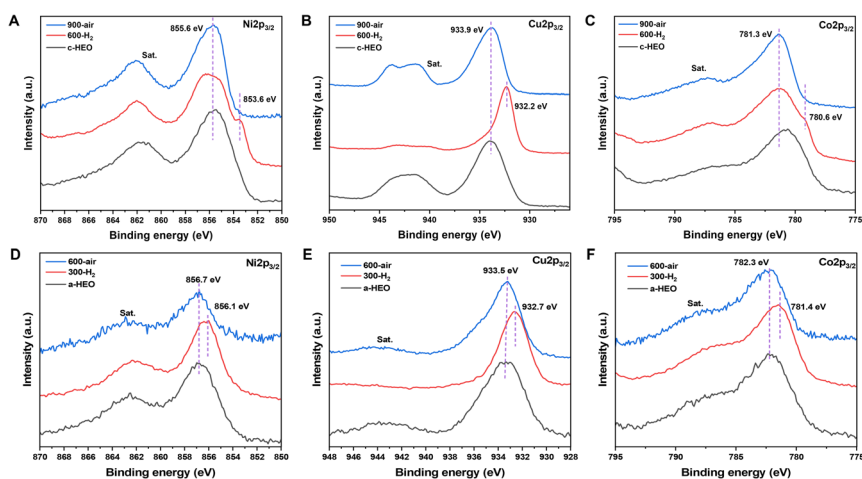 A
900-air
600-H₂
c-HEO
855.6 eV
Ni2p₃/₂
Sat.
853.6 eV
Intensity (a.u.)
870 868 866 864 862 860 858 856 854 852 850
Binding energy (eV)
B
900-air
600-H₂
c-HEO
933.9 eV
Cu2p₃/₂
Sat.
932.2 eV
Intensity (a.u.)
950 940 930
Binding energy (eV)
C
900-air
600-H₂
c-HEO
781.3 eV
Co2p₃/₂
Sat.
780.6 eV
Intensity (a.u.)
795 790 785 780 775
Binding energy (eV)
D
600-air
300-H₂
a-HEO
Ni2p₃/₂
856.7 eV
856.1 eV
Sat.
Intensity (a.u.)
870 868 866 864 862 860 858 856 854 852 850
Binding energy (eV)
E
600-air
300-H₂
a-HEO
Cu2p₃/₂
933.5 eV
932.7 eV
Sat.
Intensity (a.u.)
948 946 944 942 940 938 936 934 932 930 928
Binding energy (eV)
F
600-air
300-H₂
a-HEO
782.3 eV
Co2p₃/₂
781.4 eV
Sat.
Intensity (a.u.)
795 790 785 780 775
Binding energy (eV)